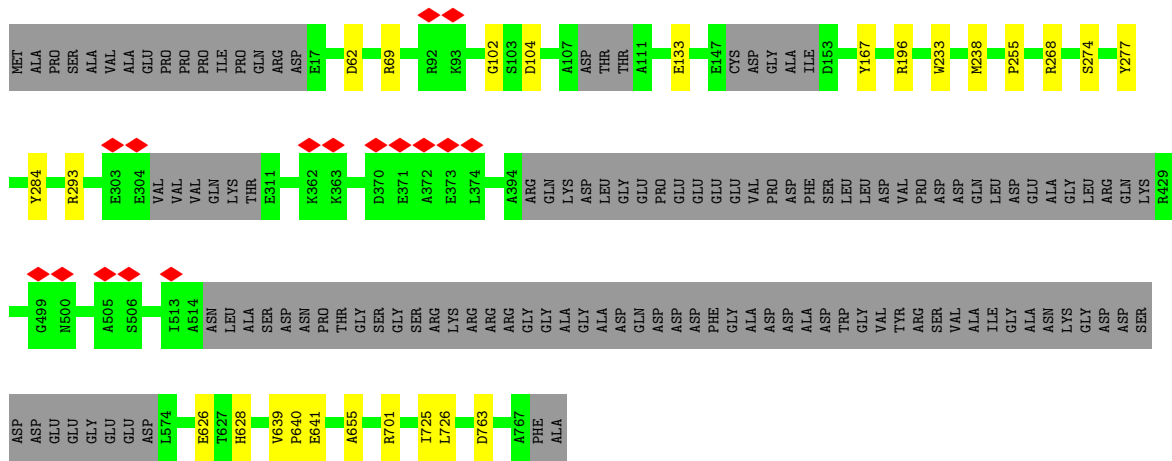 MET ALA PRO SER ALA VAL ALA GLU PRO PRO PRO ILE PRO GLN ARG ASP E17 D62 R69 R92 K93 G102 S103 D104 A107 ASP THR THR A111 E133 E147 CYS ASP GLY ALA ILE D153 Y167 R196 W233 M238 P255 R268 S274 Y277
Y284 R293 E303 E304 VAL VAL VAL GLN LYS THR E311 K362 K363 D370 E371 A372 E373 L374 A394 ARG GLN LYS ASP LEU GLY GLU PRO GLU GLU GLU GLU VAL PRO ASP PHE SER LEU LEU ASP VAL PRO ASP ASP GLN LEU ASP GLU ALA GLY LEU ARG GLN LYS R429
G499 N500 A505 S506 I513 A514 ASN LEU ALA SER ASP ASN PRO THR GLY SER GLY SER ARG LYS ARG ARG ARG GLY GLY ALA GLY ALA ASP GLN ASP ASP ASP PHE GLY ALA ASP ASP ALA ASP TRP GLY VAL TYR ARG SER VAL ALA ILE GLY ALA ASN LYS GLY ASP ASP SER
ASP ASP GLU GLU GLY GLU GLU ASP L574 E626 T627 H628 V639 P640 E641 A655 R701 I725 L726 D763 A767 PHE ALA